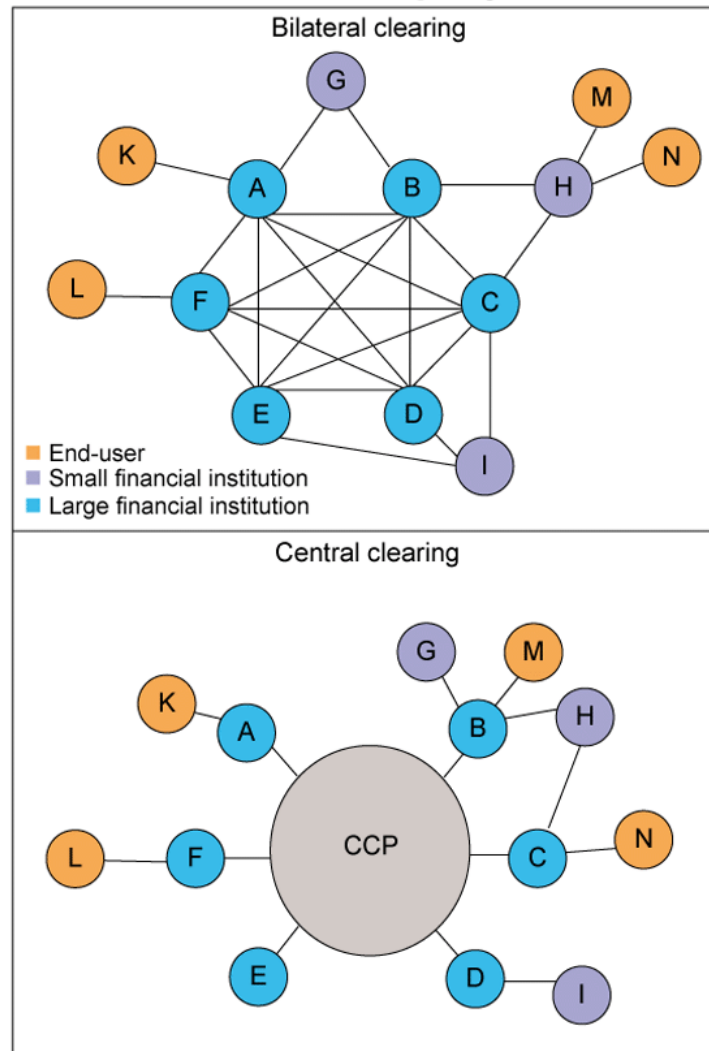 Bilateral clearing
G
M
K
N
A
B
H
L
F
C
E
D
I
End-user
Small financial institution
Large financial institution
Central clearing
G
M
K
H
A
B
N
CCP
L
F
C
E
D
I